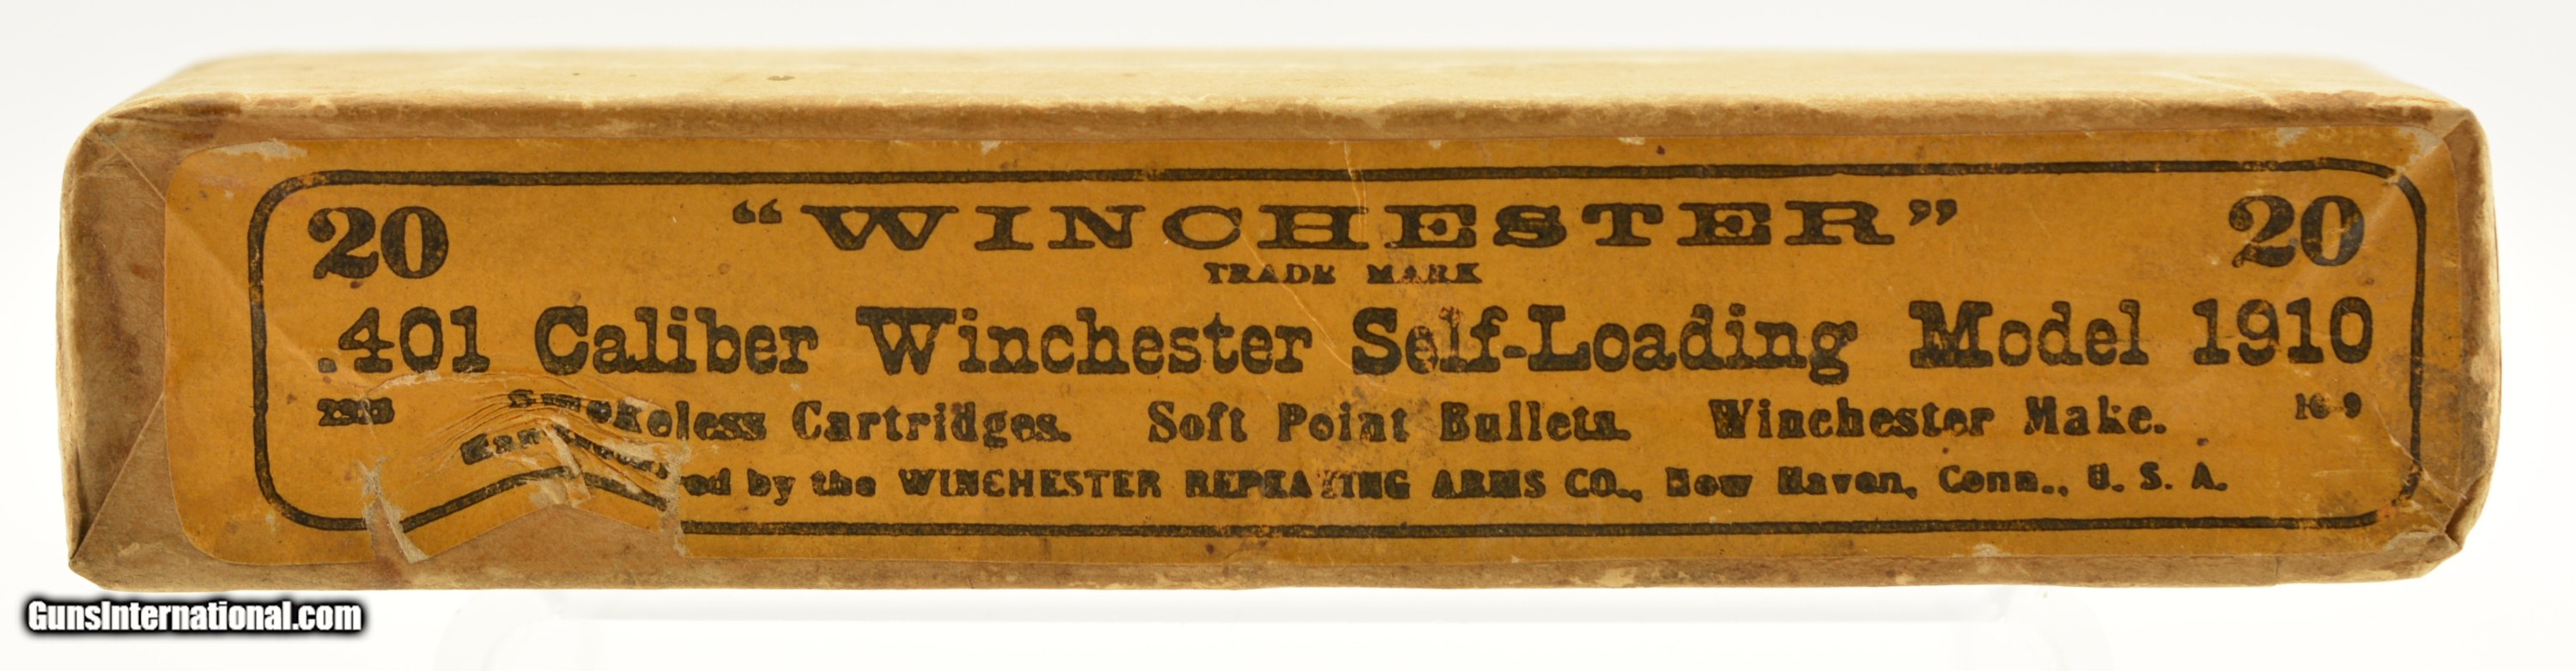 20 “WINCHESTER” 20
TRADE MARK
.401 Caliber Winchester Self-Loading Model 1910
Smokeless Cartridges. Soft Point Bullets. Winchester Make.
by the WINCHESTER REPEATING ARMS CO., New Haven, Conn., U. S. A.
GunsInternational.com